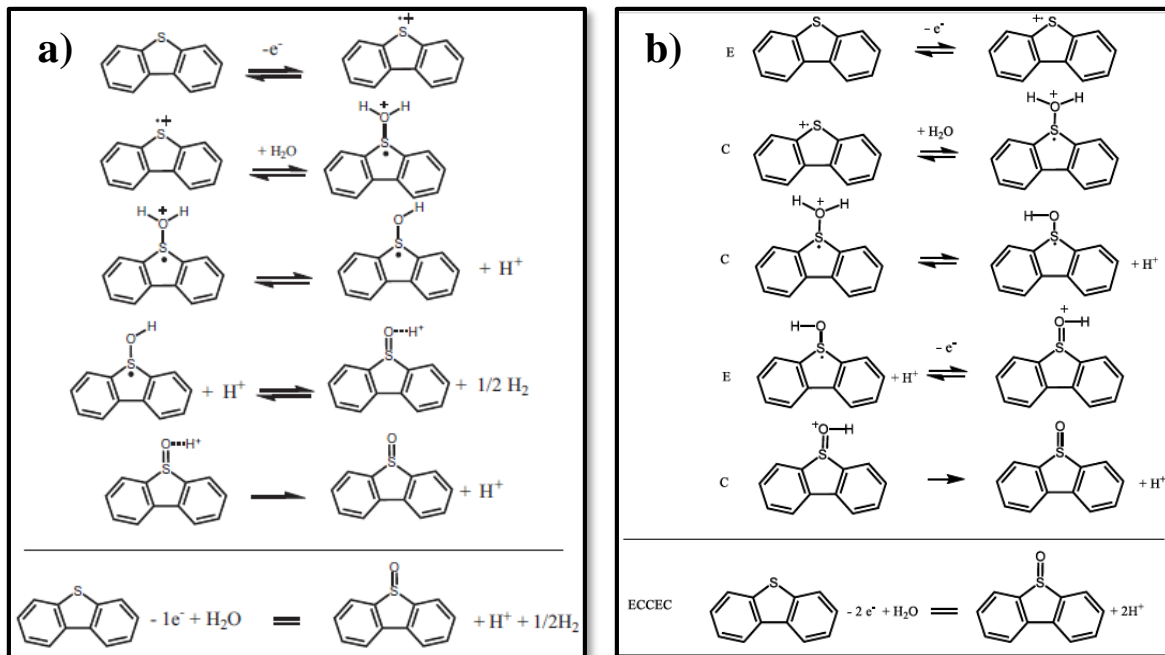 a)
S
-e⁻
•+
S
•+
S
+ H₂O
H + H
O
S
•
H + H
O
S
•
H
O
S
•
+ H⁺
H
O
S
•
+ H⁺
O---H⁺
S
+ 1/2 H₂
O---H⁺
S
O
S
+ H⁺
S
- 1e⁻ + H₂O
=
O
S
+ H⁺ + 1/2H₂
b)
E
S
- e⁻
+•
S
C
+•
S
+ H₂O
H + H
O
S
•
C
H + H
O
S
•
H-O
S
•
+ H⁺
E
H-O
S
•
+ H⁺
- e⁻
+
O-H
S
C
+
O-H
S
O
S
+ H⁺
ECCEC
S
- 2 e⁻ + H₂O
=
O
S
+ 2H⁺